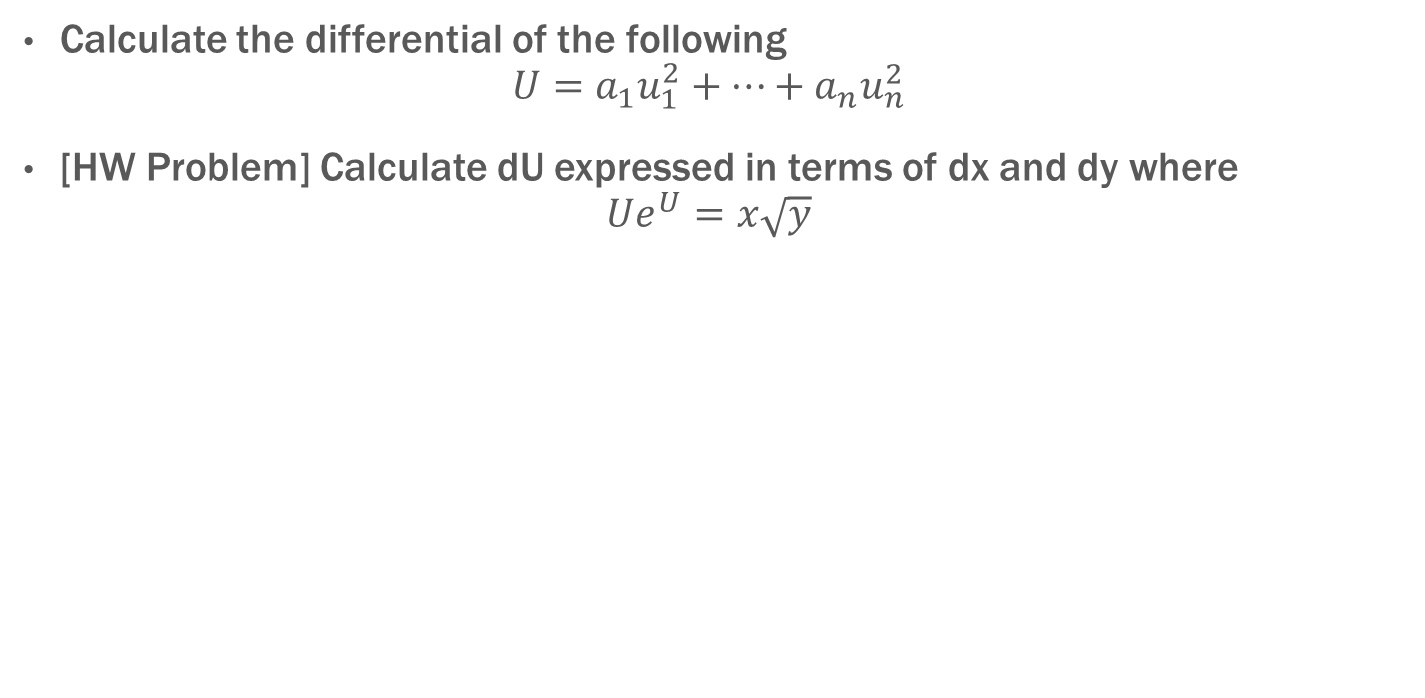 • Calculate the differential of the following
U = a₁u₁² + ⋯ + aₙuₙ²
• [HW Problem] Calculate dU expressed in terms of dx and dy where
Ueᵁ = x√y